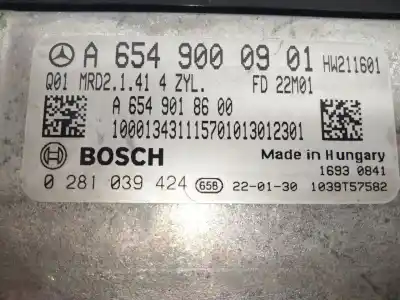 A 654 900 09 01 HW211601
Q01 MRD2.1.41 4 ZYL. FD 22M01
A 654 901 86 00
10001343111570101301 2301
BOSCH
Made in Hungary
1693 0841
0 281 039 424 658 22-01-30 1039T57582